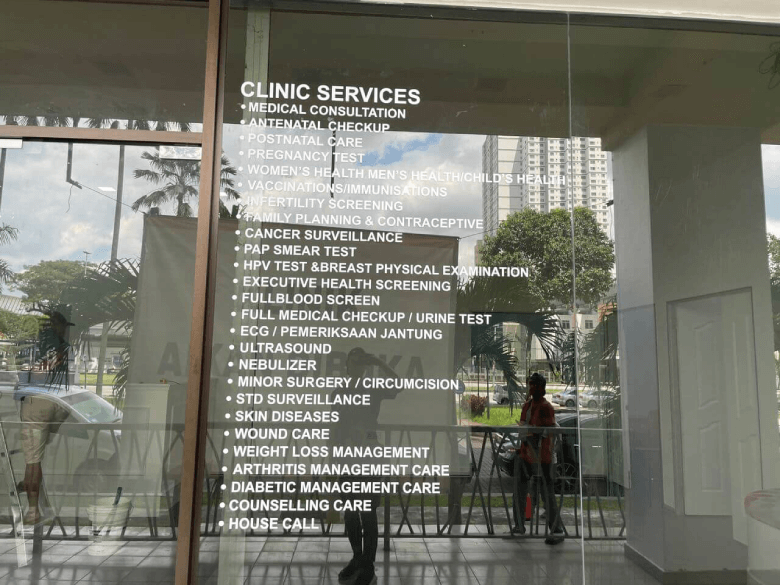 CLINIC SERVICES
• MEDICAL CONSULTATION
• ANTENATAL CHECKUP
• POSTNATAL CARE
• PREGNANCY TEST
• WOMEN'S HEALTH MEN'S HEALTH/CHILD'S HEALTH
• VACCINATIONS/IMMUNISATIONS
• INFERTILITY SCREENING
• FAMILY PLANNING & CONTRACEPTIVE
• CANCER SURVEILLANCE
• PAP SMEAR TEST
• HPV TEST &BREAST PHYSICAL EXAMINATION
• EXECUTIVE HEALTH SCREENING
• FULLBLOOD SCREEN
• FULL MEDICAL CHECKUP / URINE TEST
• ECG / PEMERIKSAAN JANTUNG
• ULTRASOUND
• NEBULIZER
• MINOR SURGERY / CIRCUMCISION
• STD SURVEILLANCE
• SKIN DISEASES
• WOUND CARE
• WEIGHT LOSS MANAGEMENT
• ARTHRITIS MANAGEMENT CARE
• DIABETIC MANAGEMENT CARE
• COUNSELLING CARE
• HOUSE CALL